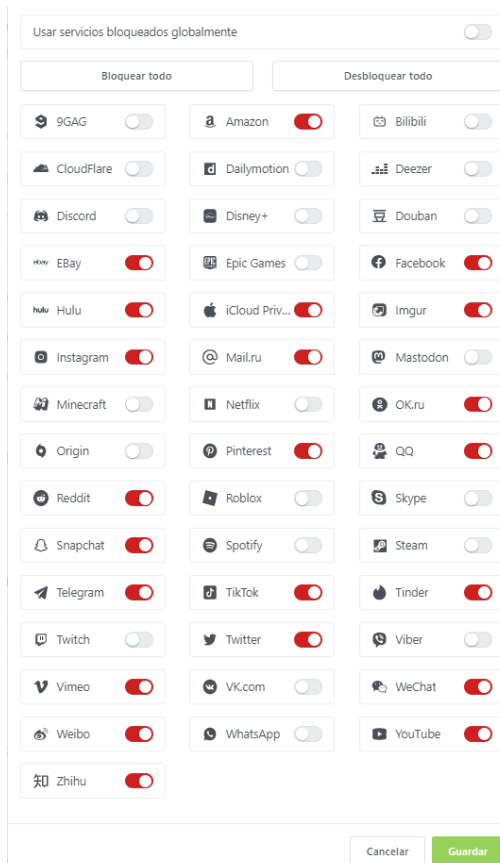 Usar servicios bloqueados globalmente
Bloquear todo Desbloquear todo
9GAG Amazon Bilibili
CloudFlare Dailymotion Deezer
Discord Disney+ Douban
ebay EBay Epic Games Facebook
hulu Hulu iCloud Priv... Imgur
Instagram Mail.ru Mastodon
Minecraft Netflix OK.ru
Origin Pinterest QQ
Reddit Roblox Skype
Snapchat Spotify Steam
Telegram TikTok Tinder
Twitch Twitter Viber
Vimeo VK.com WeChat
Weibo WhatsApp YouTube
知 Zhihu
Cancelar Guardar